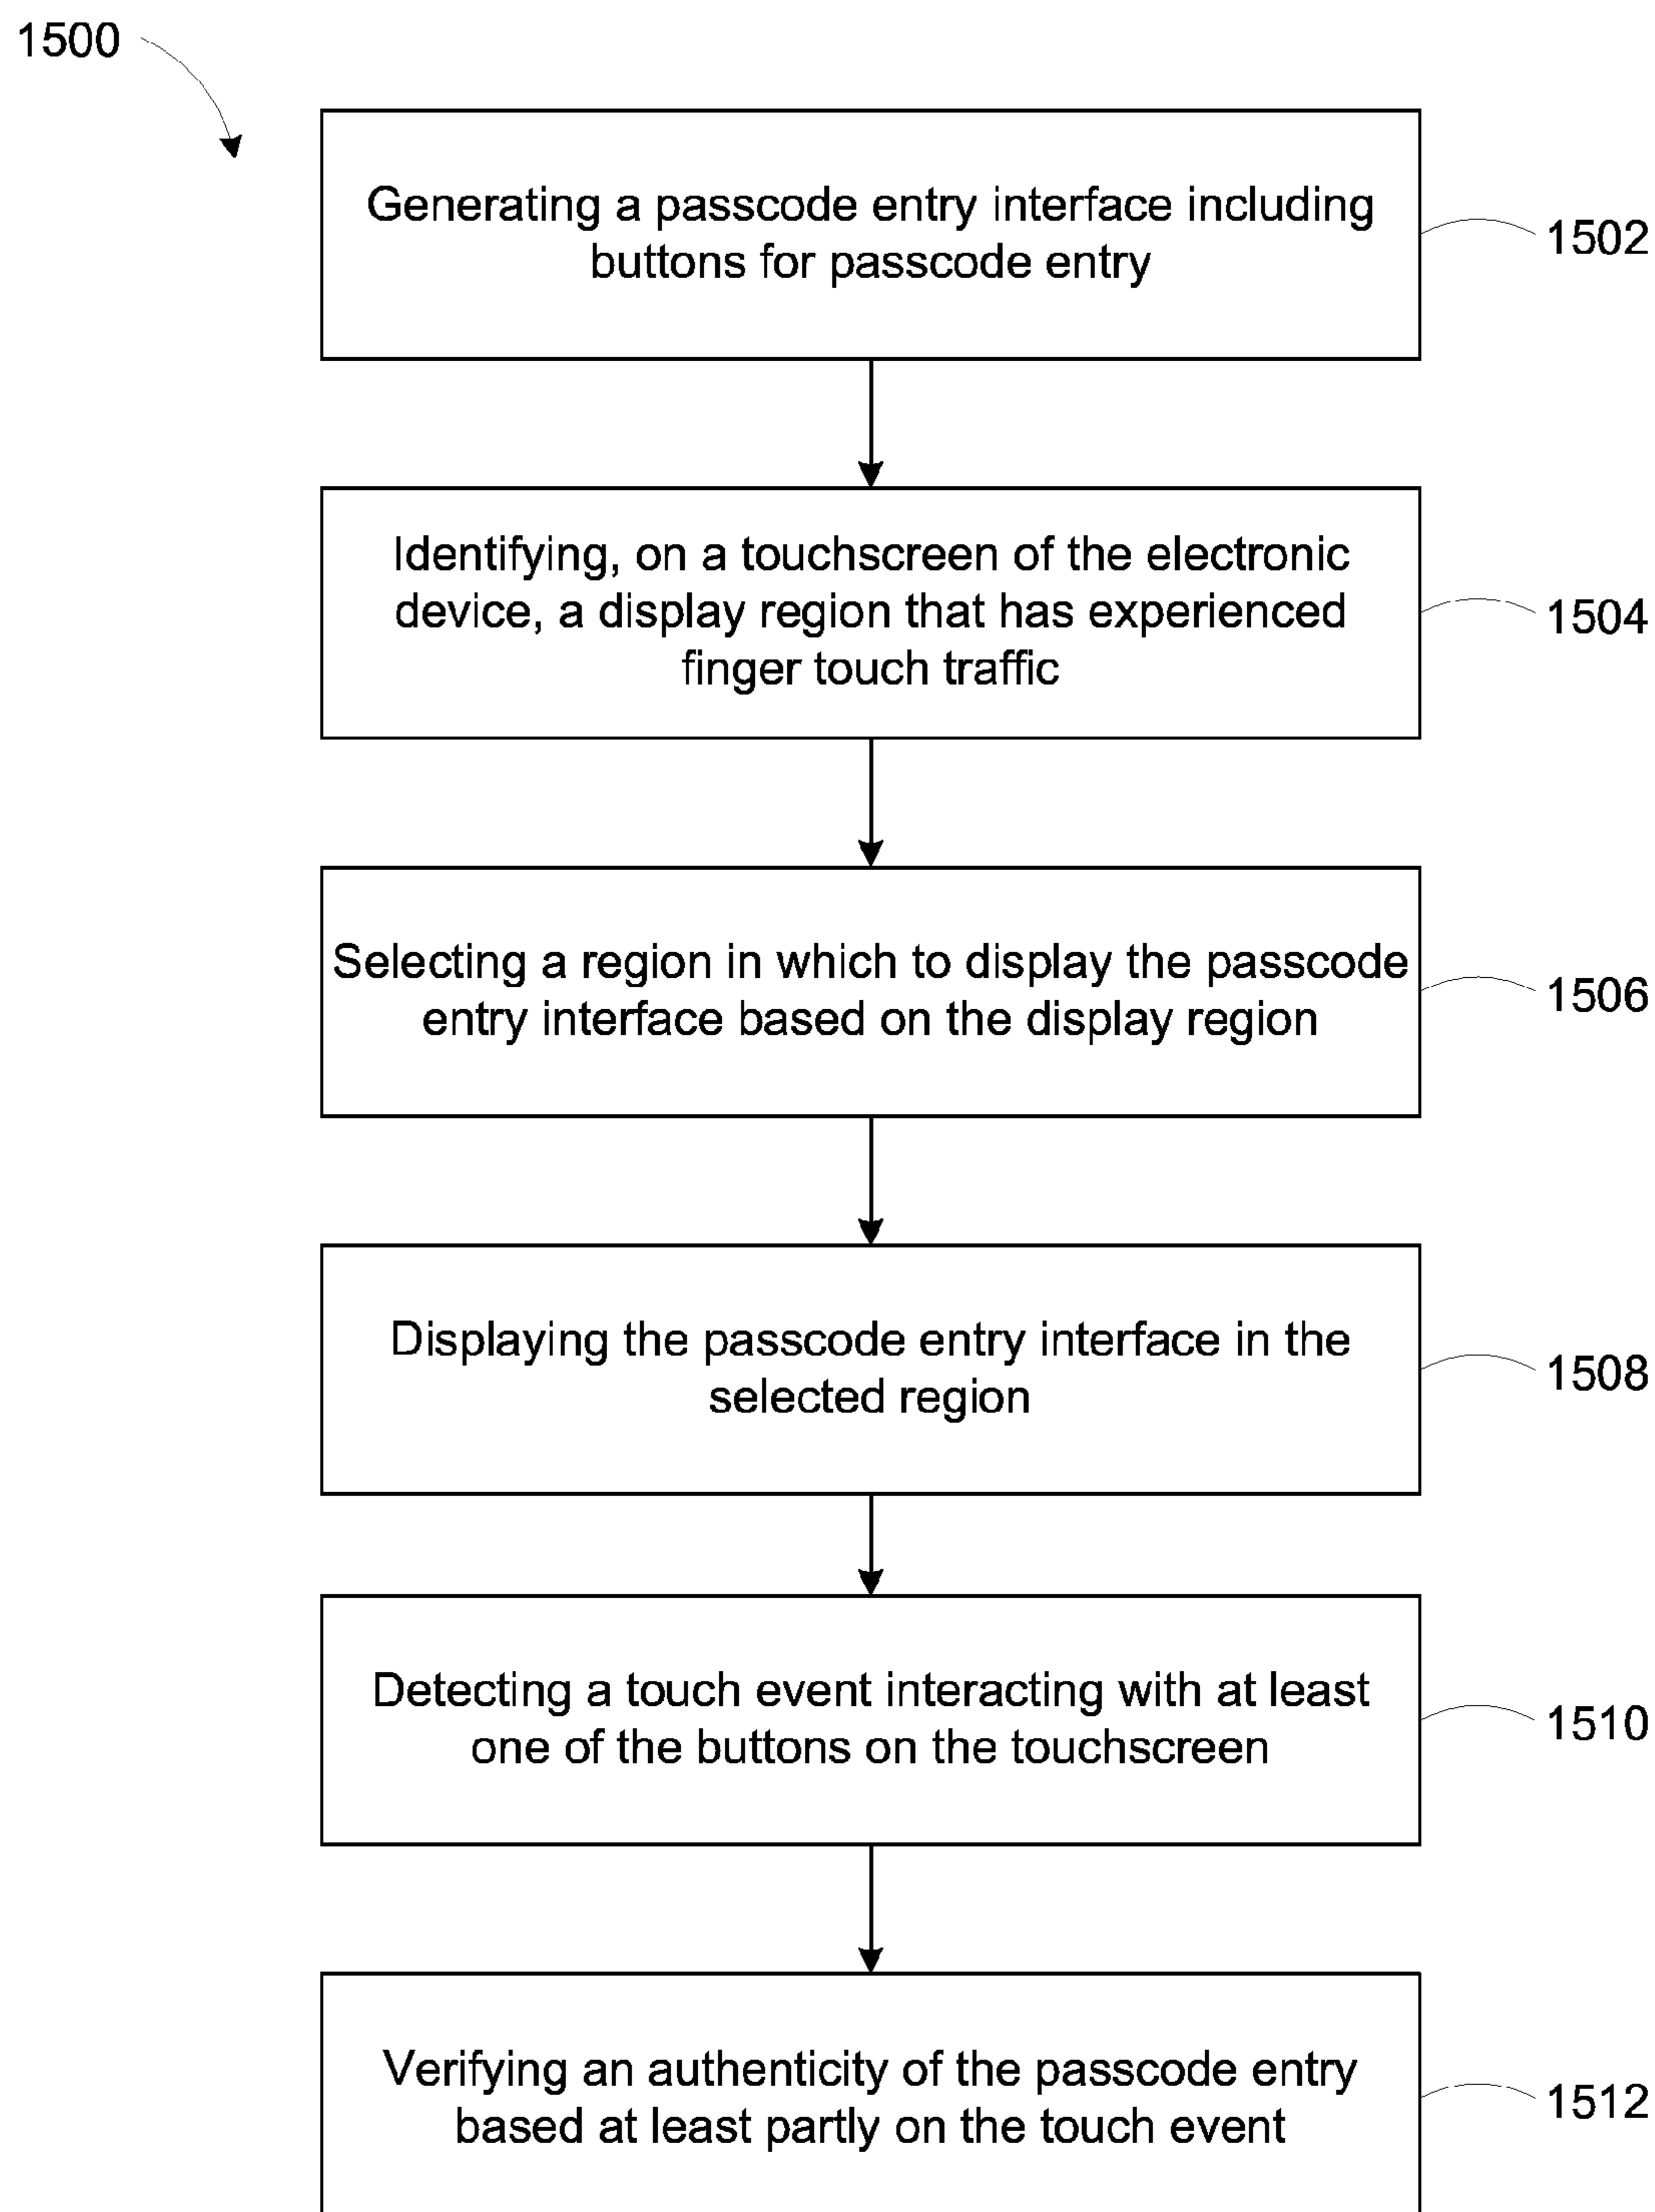 1500
Generating a passcode entry interface including
buttons for passcode entry
1502
Identifying, on a touchscreen of the electronic
device, a display region that has experienced
finger touch traffic
1504
Selecting a region in which to display the passcode
entry interface based on the display region
1506
Displaying the passcode entry interface in the
selected region
1508
Detecting a touch event interacting with at least
one of the buttons on the touchscreen
1510
Verifying an authenticity of the passcode entry
based at least partly on the touch event
1512